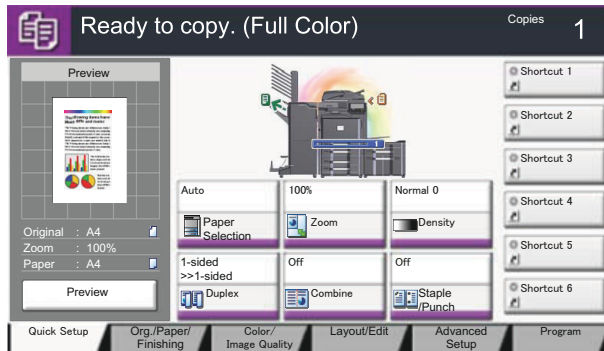 Ready to copy. (Full Color)
Copies
1
Preview
Original : A4
Zoom : 100%
Paper : A4
Preview
1
Auto
Paper
Selection
100%
Zoom
Normal 0
Density
1-sided
>>1-sided
Duplex
Off
Combine
Off
Staple
/Punch
Shortcut 1
Shortcut 2
Shortcut 3
Shortcut 4
Shortcut 5
Shortcut 6
Quick Setup
Org./Paper/
Finishing
Color/
Image Quality
Layout/Edit
Advanced
Setup
Program